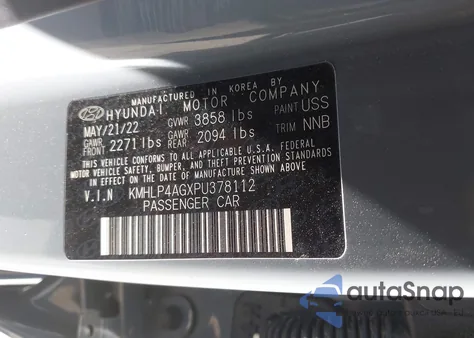 MANUFACTURED IN KOREA BY
HYUNDAI MOTOR COMPANY
MAY/21/22 GVWR 3858 lbs PAINT USS
GAWR FRONT 2271 lbs GAWR REAR 2094 lbs TRIM NNB
THIS VEHICLE CONFORMS TO ALL APPLICABLE U.S.A. FEDERAL
MOTOR VEHICLE SAFETY, BUMPER, AND THEFT PREVENTION
STANDARDS IN EFFECT ON THE DATE OF MANUFACTURE SHOWN ABOVE.
V.I.N KMHLP4AGXPU378112
PASSENGER CAR
autoSnap